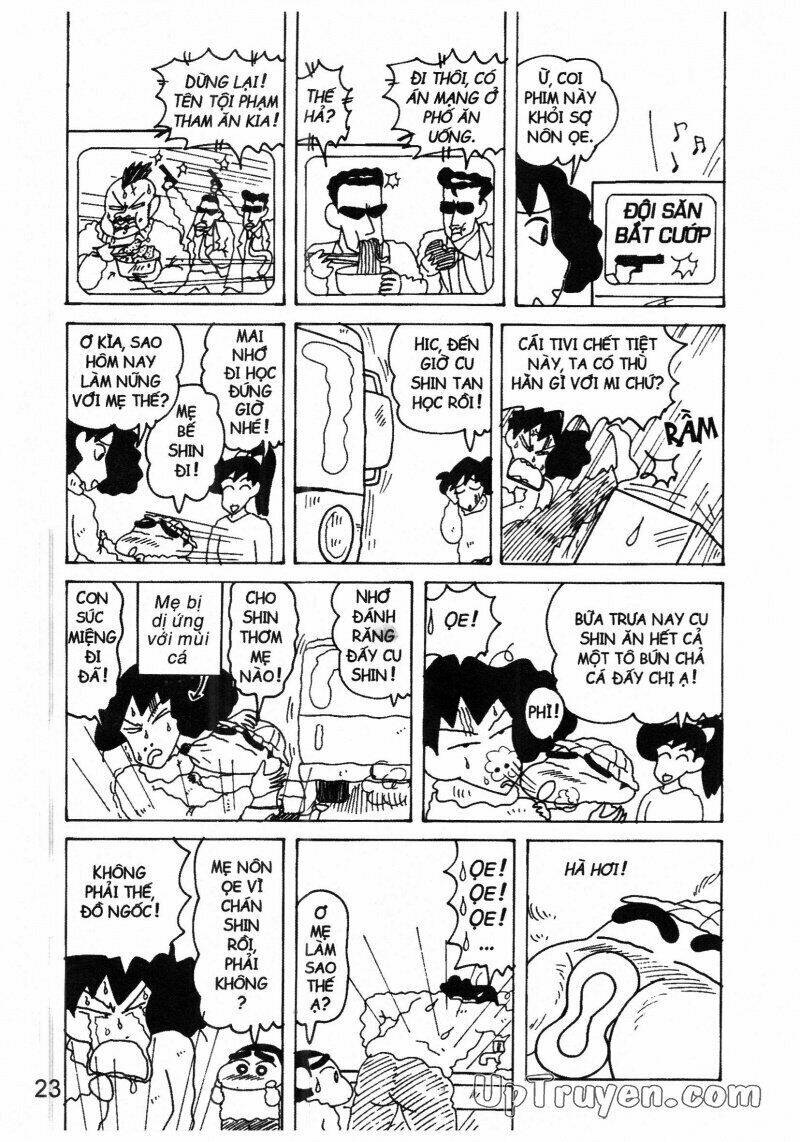 Ừ, COI
PHIM NÀY
KHỎI SỢ
NÔN ỌE.
ĐỘI SĂN
BẮT CƯỚP
ĐI THÔI, CÓ
ÁN MẠNG Ở
PHỐ ĂN
UỐNG.
THẾ
HẢ?
DỪNG LẠI!
TÊN TỘI PHẠM
THAM ĂN KIA!
CÁI TIVI CHẾT TIỆT
NÀY, TA CÓ THÙ
HẰN GÌ VỚI MI CHỨ?
RẦM
HIC, ĐẾN
GIỜ CU
SHIN TAN
HỌC RỒI!
MAI
NHỚ
ĐI HỌC
ĐÚNG
GIỜ
NHÉ!
MẸ
BẾ
SHIN
ĐI!
Ơ KÌA, SAO
HÔM NAY
LÀM NŨNG
VỚI MẸ THẾ?
BỮA TRƯA NAY CU
SHIN ĂN HẾT CẢ
MỘT TÔ BÚN CHẢ
CÁ ĐẤY CHỊ Ạ!
PHÌ!
ỌE!
NHỚ
ĐÁNH
RĂNG
ĐẤY CU
SHIN!
CHO
SHIN
THƠM
MẸ
NÀO!
Mẹ bị
dị ứng
với mùi
cá
CON
SÚC
MIỆNG
ĐI
ĐÃ!
HÀ HƠI!
ỌE!
ỌE!
ỌE!
...
Ơ
MẸ
LÀM
SAO
THẾ
Ạ?
MẸ NÔN
ỌE VÌ
CHÁN
SHIN
RỒI,
PHẢI
KHÔNG
?
KHÔNG
PHẢI THẾ,
ĐỒ NGỐC!
23
UpTruyen.com